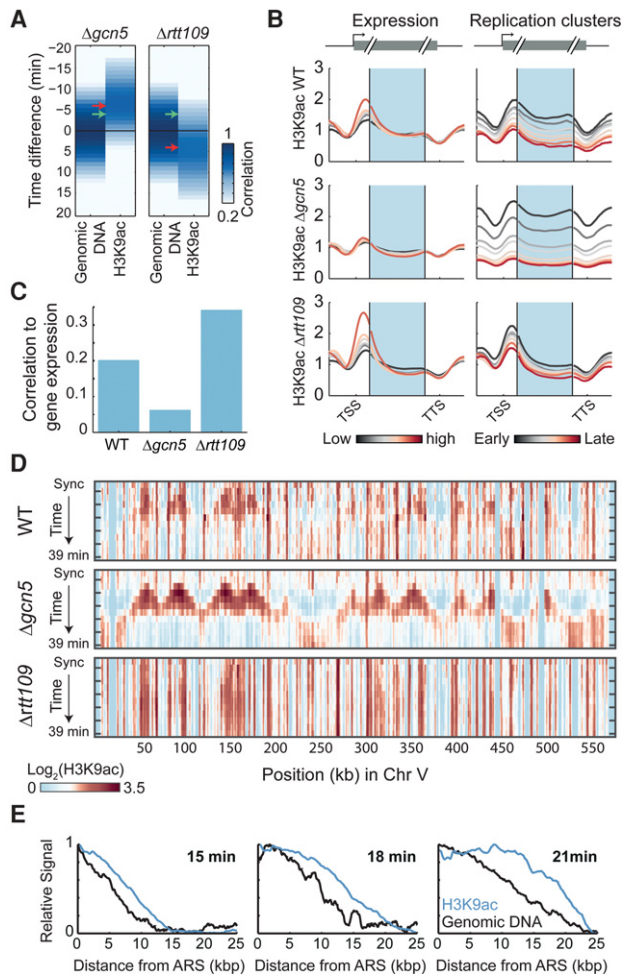 A
Δgcn5
Δrtt109
Time difference (min)
-20
-15
-10
-5
0
5
10
15
20
Genomic
DNA
H3K9ac
Genomic
DNA
H3K9ac
1
0.2
Correlation
B
Expression
Replication clusters
H3K9ac WT
3
2
1
0
H3K9ac Δgcn5
3
2
1
0
H3K9ac Δrtt109
3
2
1
0
TSS
TTS
TSS
TTS
Low
high
Early
Late
C
Correlation to
gene expression
0.3
0.2
0.1
0
WT
Δgcn5
Δrtt109
D
WT
Sync
Time
39 min
Δgcn5
Sync
Time
39 min
Δrtt109
Sync
Time
39 min
50 100 150 200 250 300 350 400 450 500 550
Position (kb) in Chr V
Log2(H3K9ac)
0
3.5
E
Relative Signal
1
0
15 min
18 min
21min
H3K9ac
Genomic DNA
0 5 10 15 20 25
0 5 10 15 20 25
0 5 10 15 20 25
Distance from ARS (kbp)
Distance from ARS (kbp)
Distance from ARS (kbp)